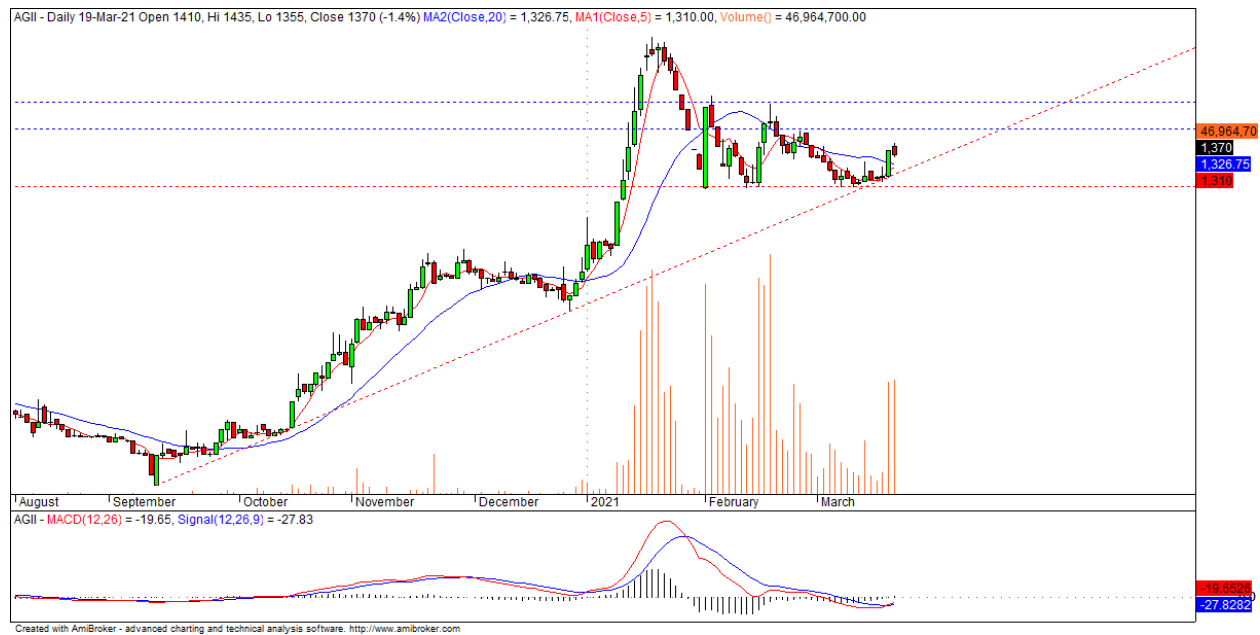 AGII - Daily 19-Mar-21 Open 1410, Hi 1435, Lo 1355, Close 1370 (-1.4%) MA2(Close,20) = 1,326.75, MA1(Close,5) = 1,310.00, Volume() = 46,964,700.00
46,964,70
1,370
1,326.75
1,310
August September October November December 2021 February March
AGII - MACD(12,26) = -19.65, Signal(12,26,9) = -27.83
-19.6526
-27.8282
Created with AmiBroker - advanced charting and technical analysis software. http://www.amibroker.com